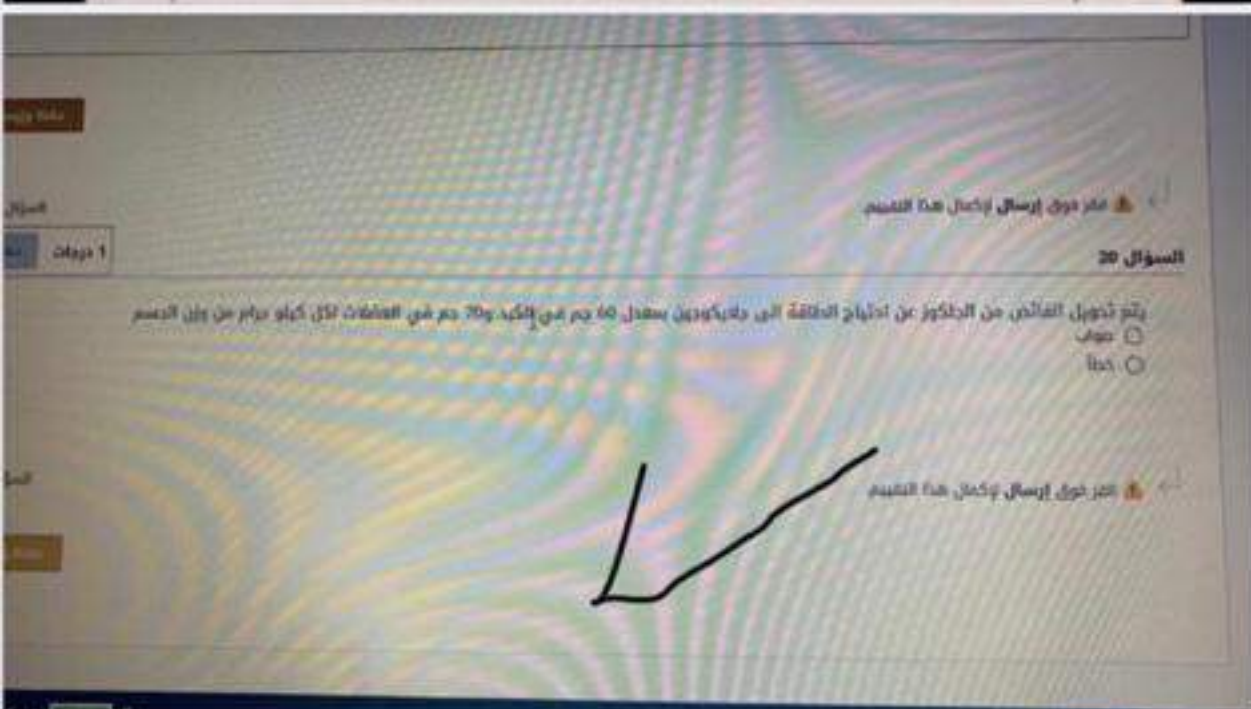 انقر فوق إرسال لإكمال هذا التقييم.
السؤال
السؤال 20
1 درجات
يتم تحويل الفائض من الجلكوز عن احتياج الطاقة الى جلايكوجين بمعدل 60 جم في الكبد و70 جم في العضلات لكل كيلو جرام من وزن الجسم
صواب
خطأ
انقر فوق إرسال لإكمال هذا التقييم.